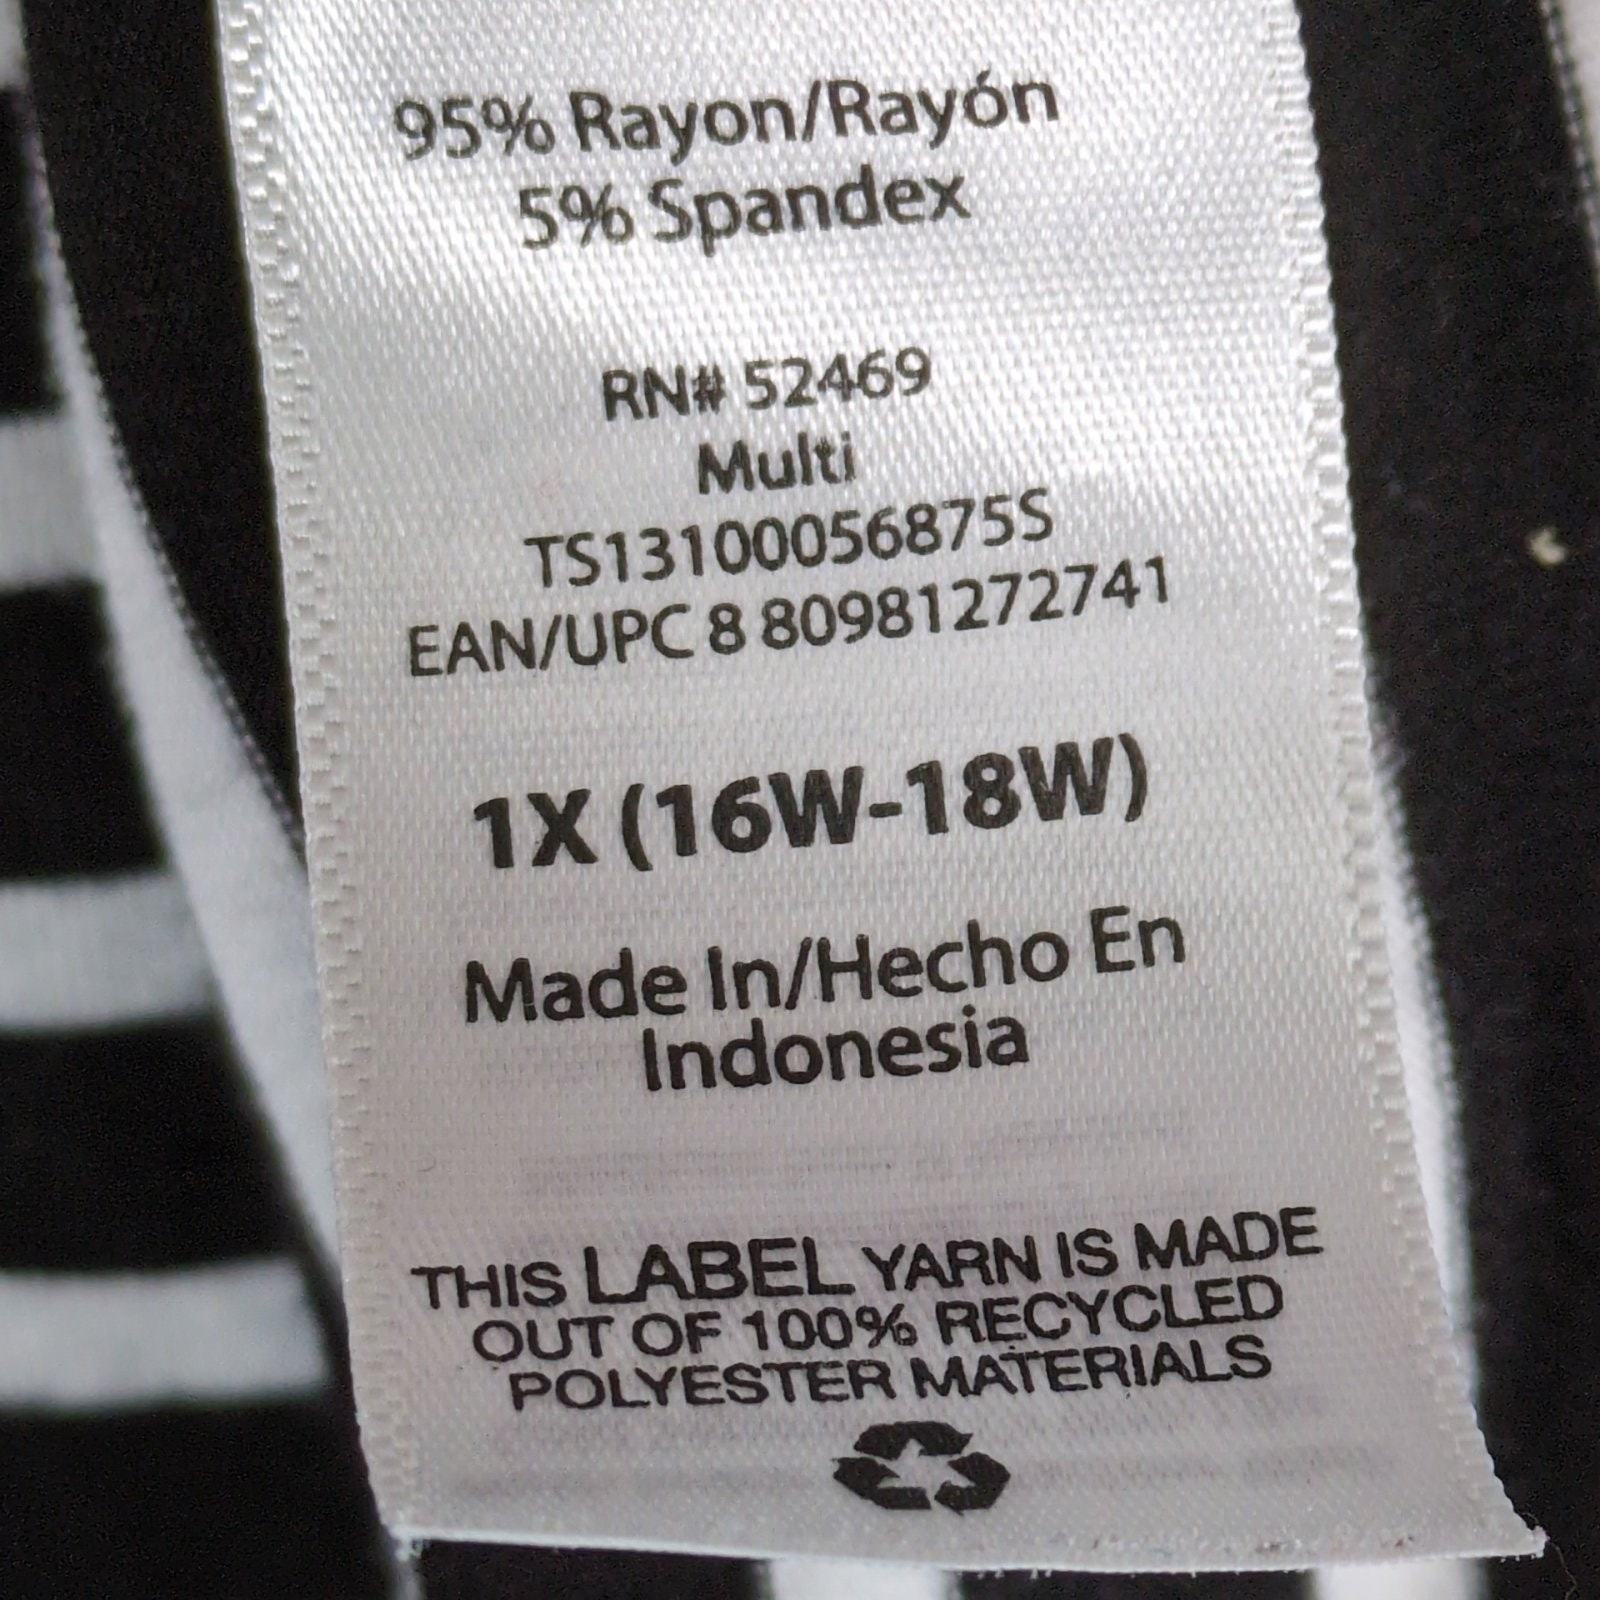 95% Rayon/Rayón
5% Spandex
RN# 52469
Multi
TS13100056875S
EAN/UPC 8 80981272741
1X (16W-18W)
Made In/Hecho En
Indonesia
THIS LABEL YARN IS MADE
OUT OF 100% RECYCLED
POLYESTER MATERIALS